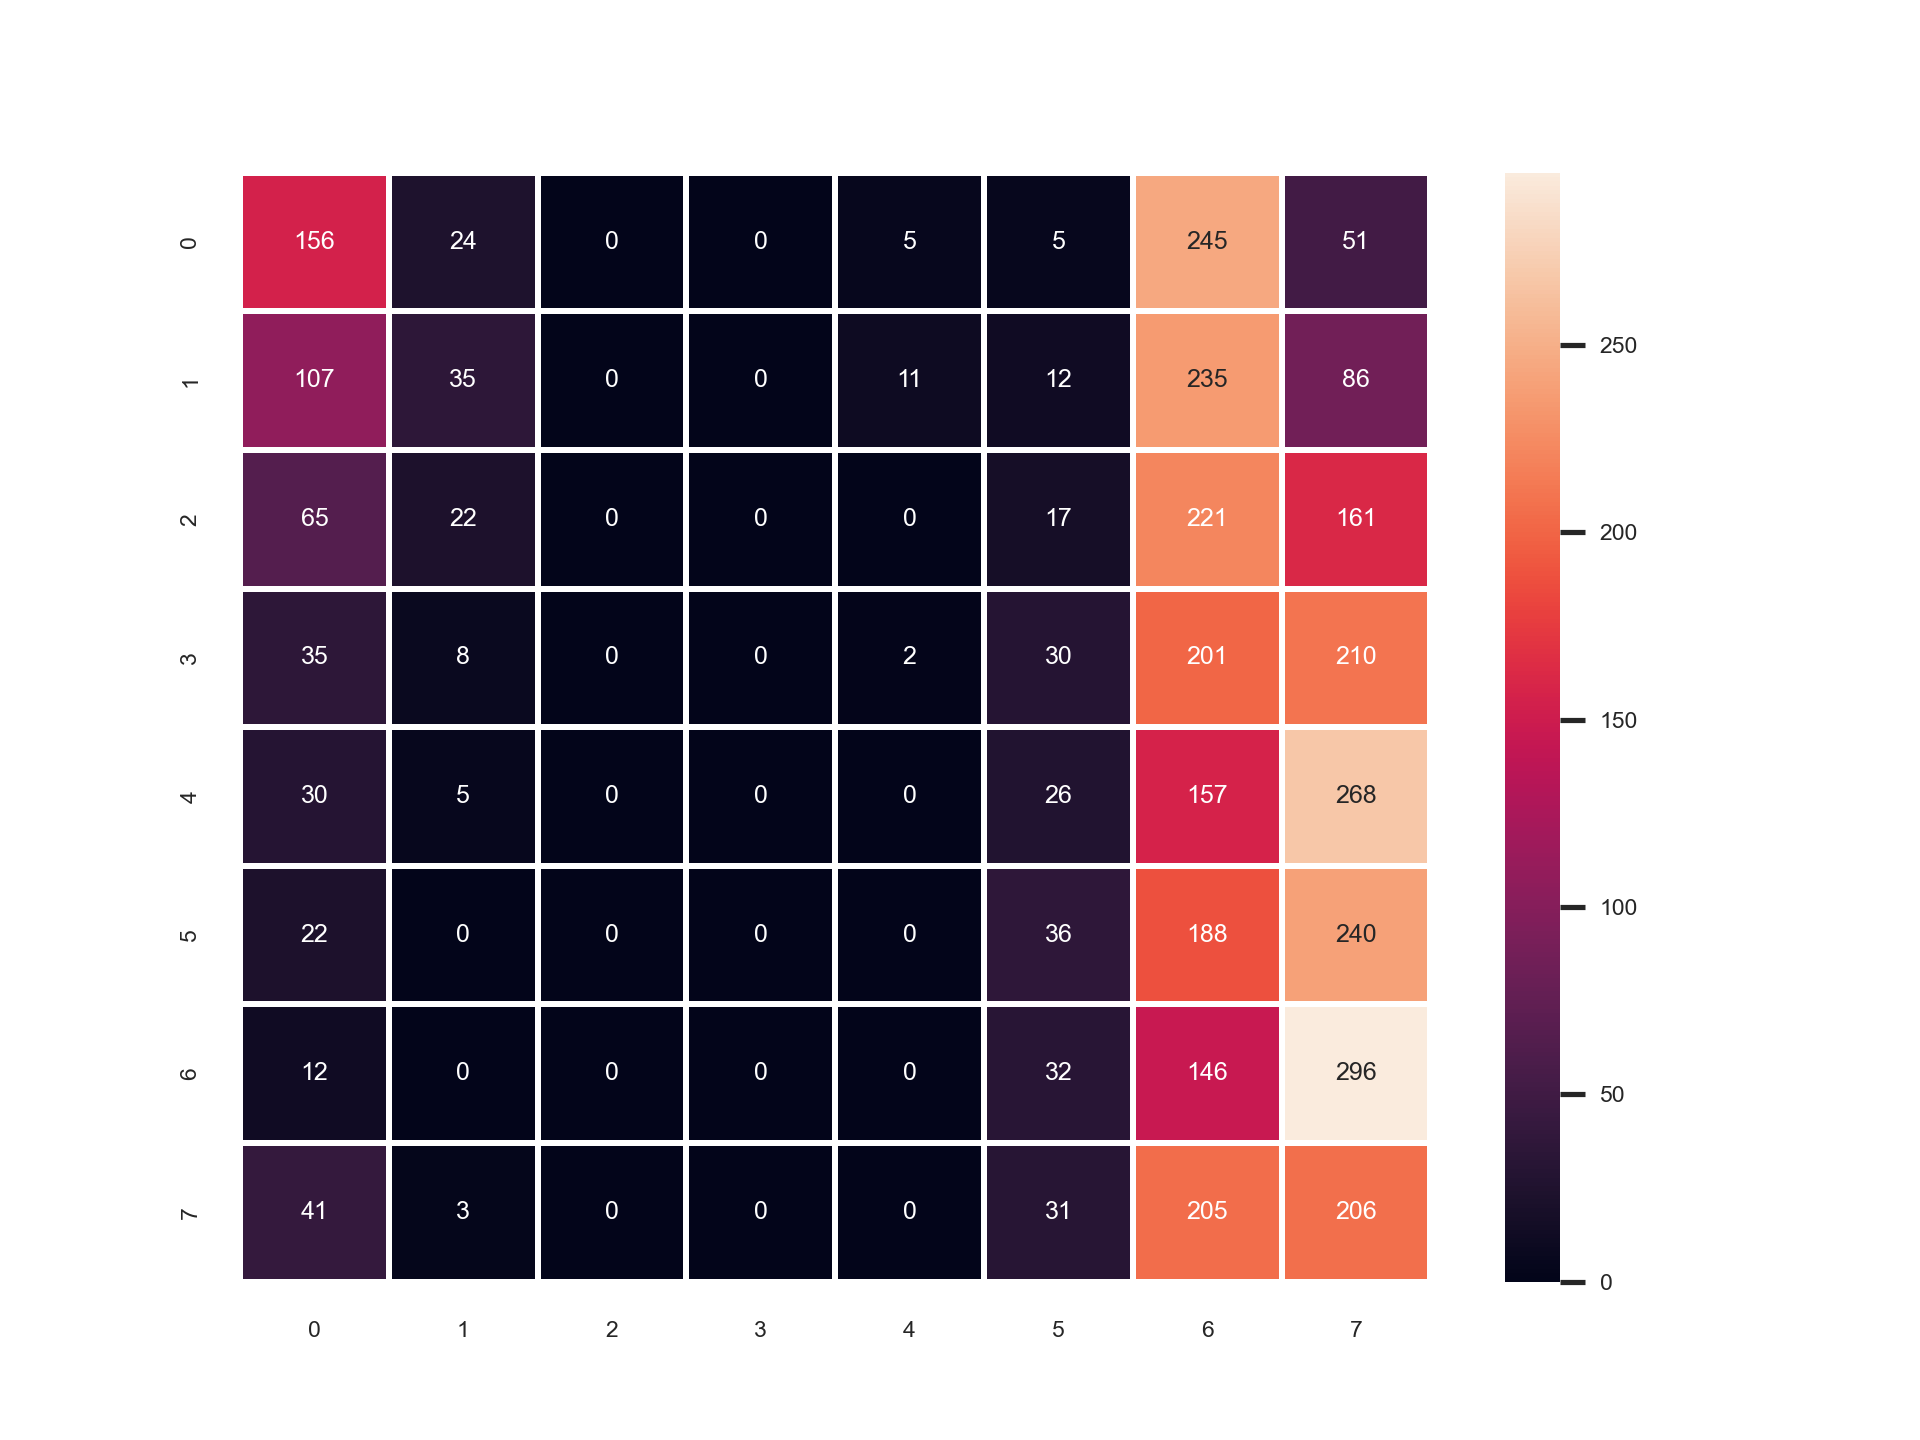 0 156 24 0 0 5 5 245 51
1 107 35 0 0 11 12 235 86
2 65 22 0 0 0 17 221 161
3 35 8 0 0 2 30 201 210
4 30 5 0 0 0 26 157 268
5 22 0 0 0 0 36 188 240
6 12 0 0 0 0 32 146 296
7 41 3 0 0 0 31 205 206
0 1 2 3 4 5 6 7
250
200
150
100
50
0